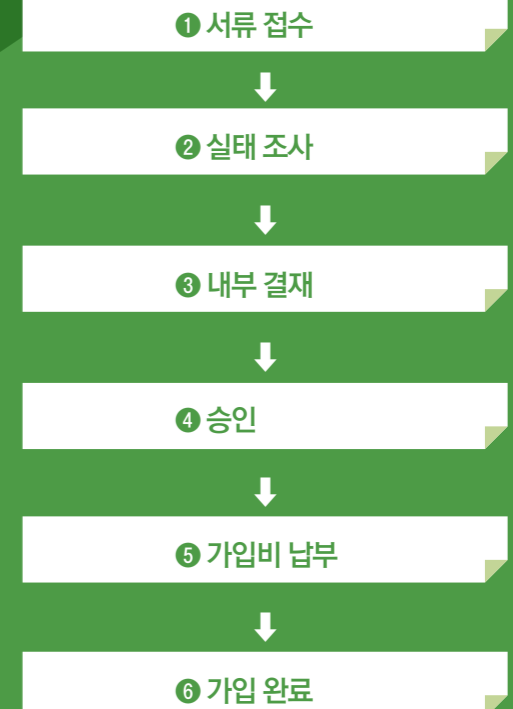 ❶ 서류 접수
❷ 실태 조사
❸ 내부 결재
❹ 승인
❺ 가입비 납부
❻ 가입 완료